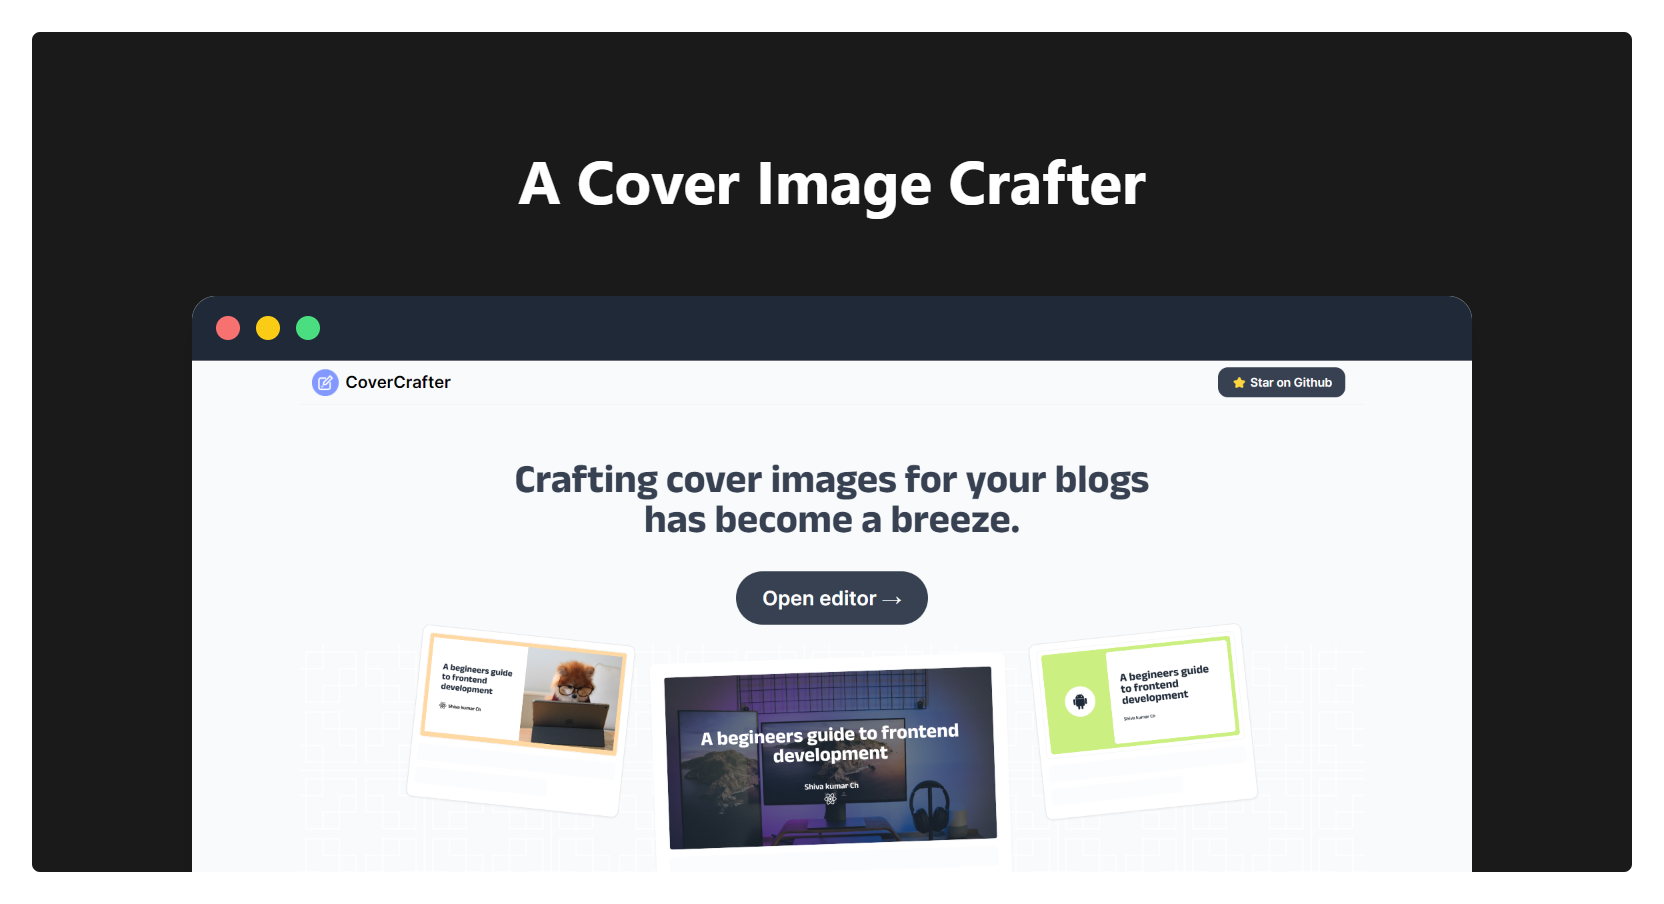 A Cover Image Crafter
CoverCrafter
Star on Github
Crafting cover images for your blogs
has become a breeze.
Open editor →
A begineers guide
to frontend
development
Shiva kumar Ch
A begineers guide to frontend
development
Shiva kumar Ch
A begineers guide
to frontend
development
Shiva kumar Ch